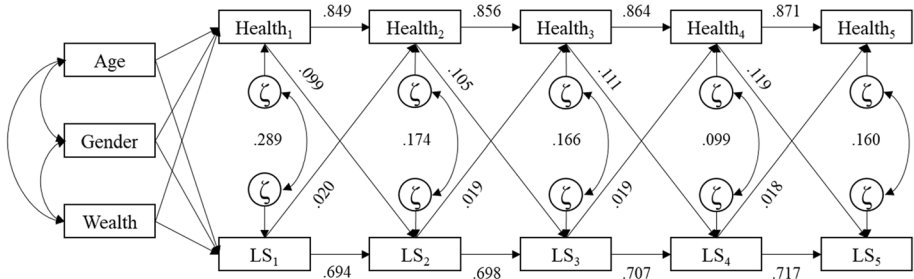 .849 .856 .864 .871
Health₁ Health₂ Health₃ Health₄ Health₅
Age
.099 .105 .111 .119
ζ ζ ζ ζ ζ
Gender
.289 .174 .166 .099 .160
ζ ζ ζ ζ ζ
.020 .019 .019 .018
Wealth
LS₁ LS₂ LS₃ LS₄ LS₅
.694 .698 .707 .717